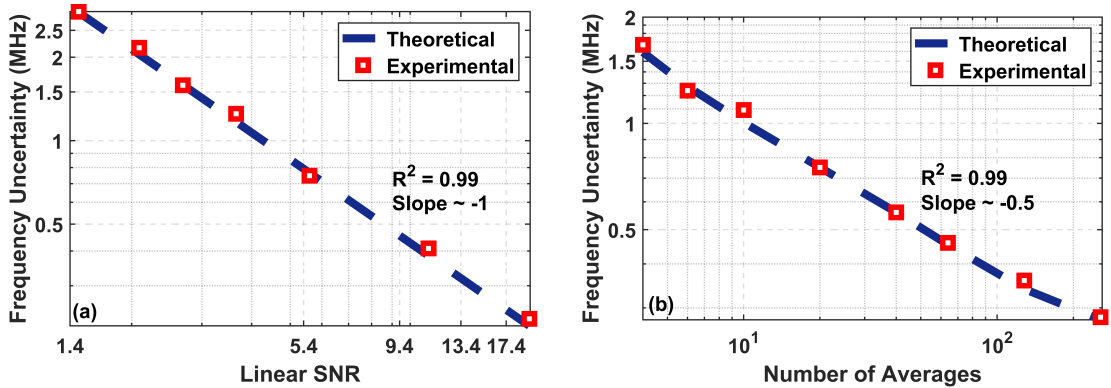 Frequency Uncertainty (MHz)
2.5
2
1.5
1
0.5
Theoretical
Experimental
R² = 0.99
Slope ~ -1
(a)
1.4
5.4
9.4
13.4
17.4
Linear SNR
Frequency Uncertainty (MHz)
2
1.5
1
0.5
Theoretical
Experimental
R² = 0.99
Slope ~ -0.5
(b)
10¹
10²
Number of Averages